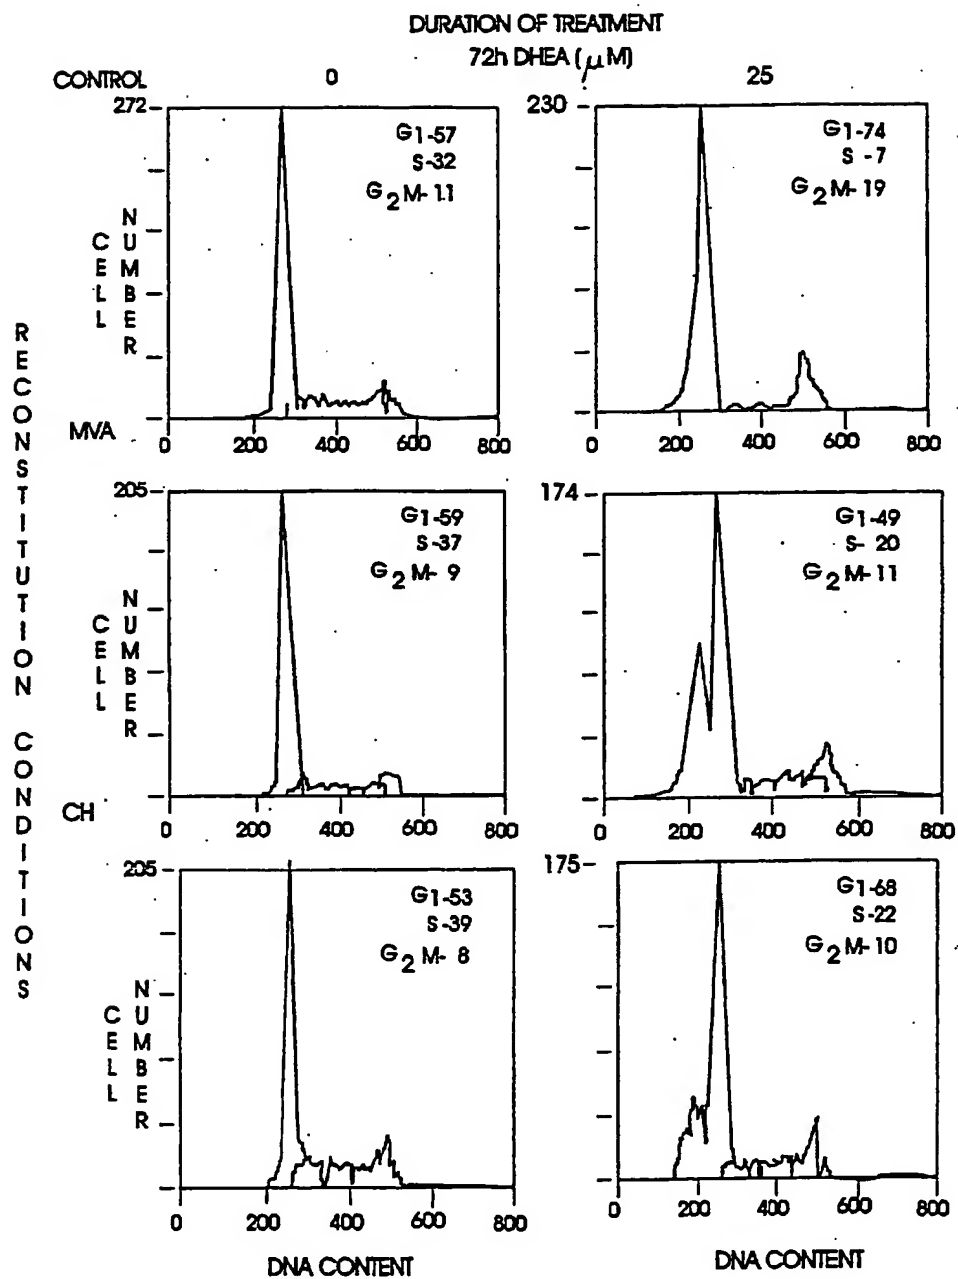 DURATION OF TREATMENT
72h DHEA (μM)
CONTROL 0 25
RECONSTITUTION CONDITIONS
272
CELL NUMBER
G1-57
S-32
G2M-11
0 200 400 600 800
230
G1-74
S -7
G2M-19
0 200 400 600 800
MVA
205
CELL NUMBER
G1-59
S-37
G2M- 9
0 200 400 600 800
174
G1-49
S- 20
G2M-11
0 200 400 600 800
CH
205
CELL NUMBER
G1-53
S-39
G2M- 8
0 200 400 600 800
DNA CONTENT
175
G1-68
S-22
G2M-10
0 200 400 600 800
DNA CONTENT